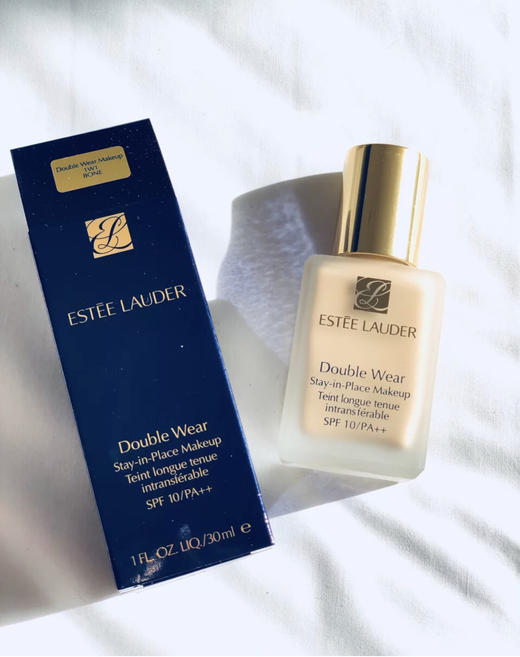 Double Wear Makeup
1W1
BONE
ESTĒE LAUDER
Double Wear
Stay-in-Place Makeup
Teint longue tenue
intransférable
SPF 10/PA++
1 FL. OZ. LIQ./30ml ℮
ESTĒE LAUDER
Double Wear
Stay-in-Place Makeup
Teint longue tenue
intransférable
SPF 10/PA++